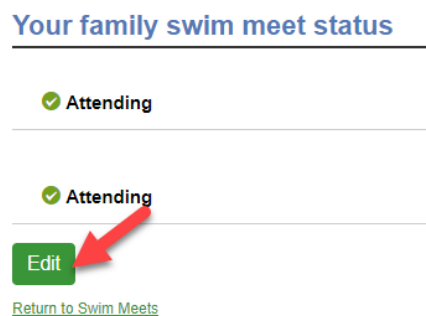 Your family swim meet status
Attending
Attending
Edit
Return to Swim Meets